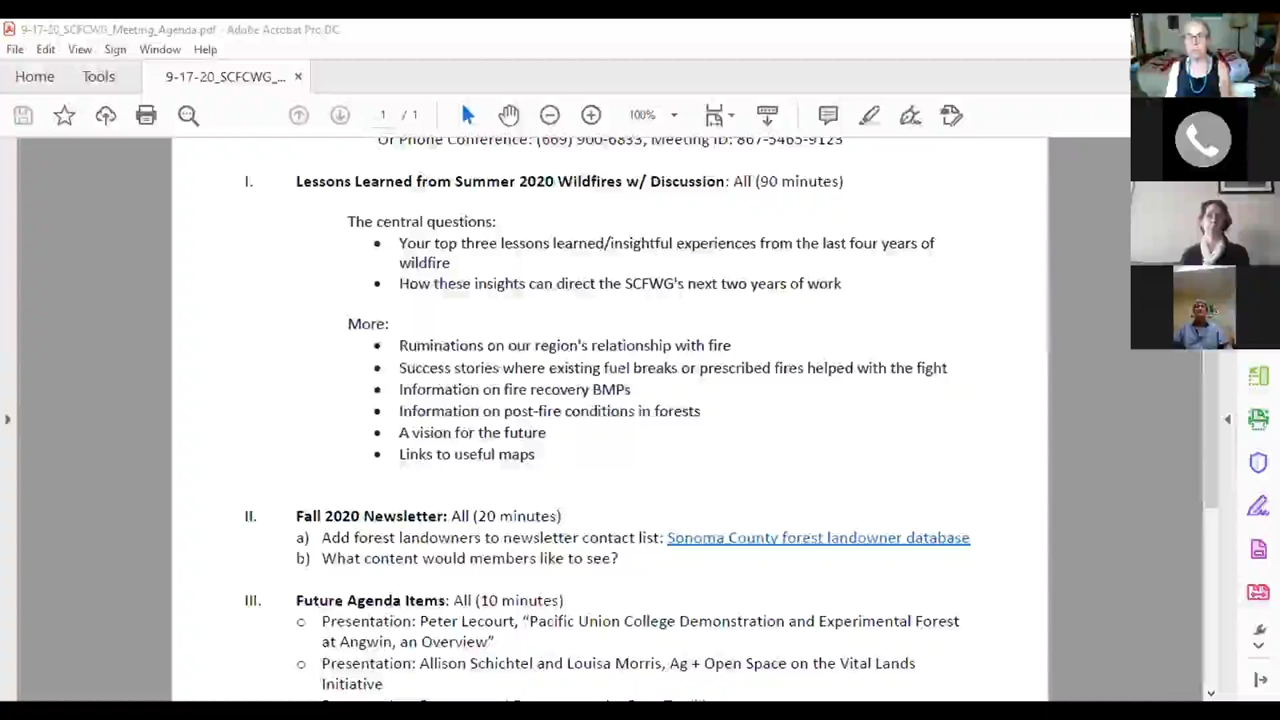 9-17-20_SCFCWG_Meeting_Agenda.pdf - Adobe Acrobat Pro DC
File Edit View Sign Window Help
Home Tools 9-17-20_SCFCWG_... ×
1 / 1 100%
Or Phone Conference: (669) 900-6833, Meeting ID: 867-5465-9123
I. Lessons Learned from Summer 2020 Wildfires w/ Discussion: All (90 minutes)
The central questions:
• Your top three lessons learned/insightful experiences from the last four years of
wildfire
• How these insights can direct the SCFWG's next two years of work
More:
• Ruminations on our region's relationship with fire
• Success stories where existing fuel breaks or prescribed fires helped with the fight
• Information on fire recovery BMPs
• Information on post-fire conditions in forests
• A vision for the future
• Links to useful maps
II. Fall 2020 Newsletter: All (20 minutes)
a) Add forest landowners to newsletter contact list: Sonoma County forest landowner database
b) What content would members like to see?
III. Future Agenda Items: All (10 minutes)
o Presentation: Peter Lecourt, “Pacific Union College Demonstration and Experimental Forest
at Angwin, an Overview”
o Presentation: Allison Schichtel and Louisa Morris, Ag + Open Space on the Vital Lands
Initiative